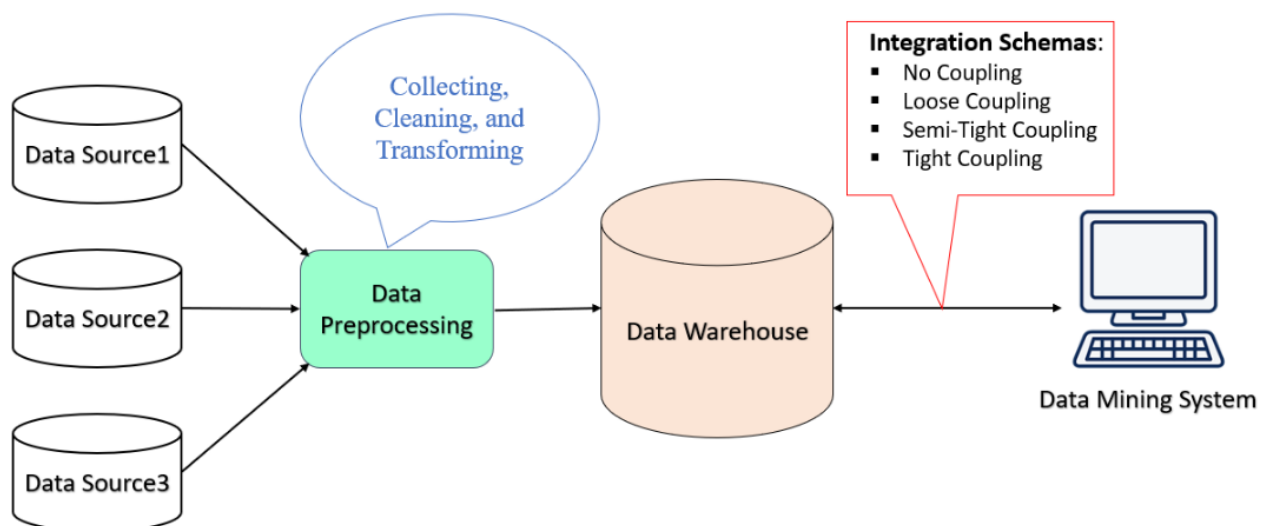 Collecting,
Cleaning, and
Transforming
Integration Schemas:
▪ No Coupling
▪ Loose Coupling
▪ Semi-Tight Coupling
▪ Tight Coupling
Data Source1
Data Source2
Data Source3
Data
Preprocessing
Data Warehouse
Data Mining System